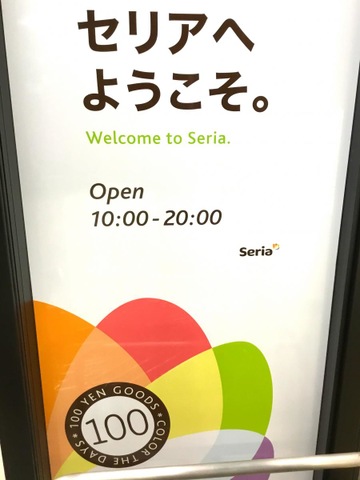 セリアへ
ようこそ。
Welcome to Seria.
Open
10:00-20:00
Seria
100 YEN GOODS * COLOR THE DAYS *
100